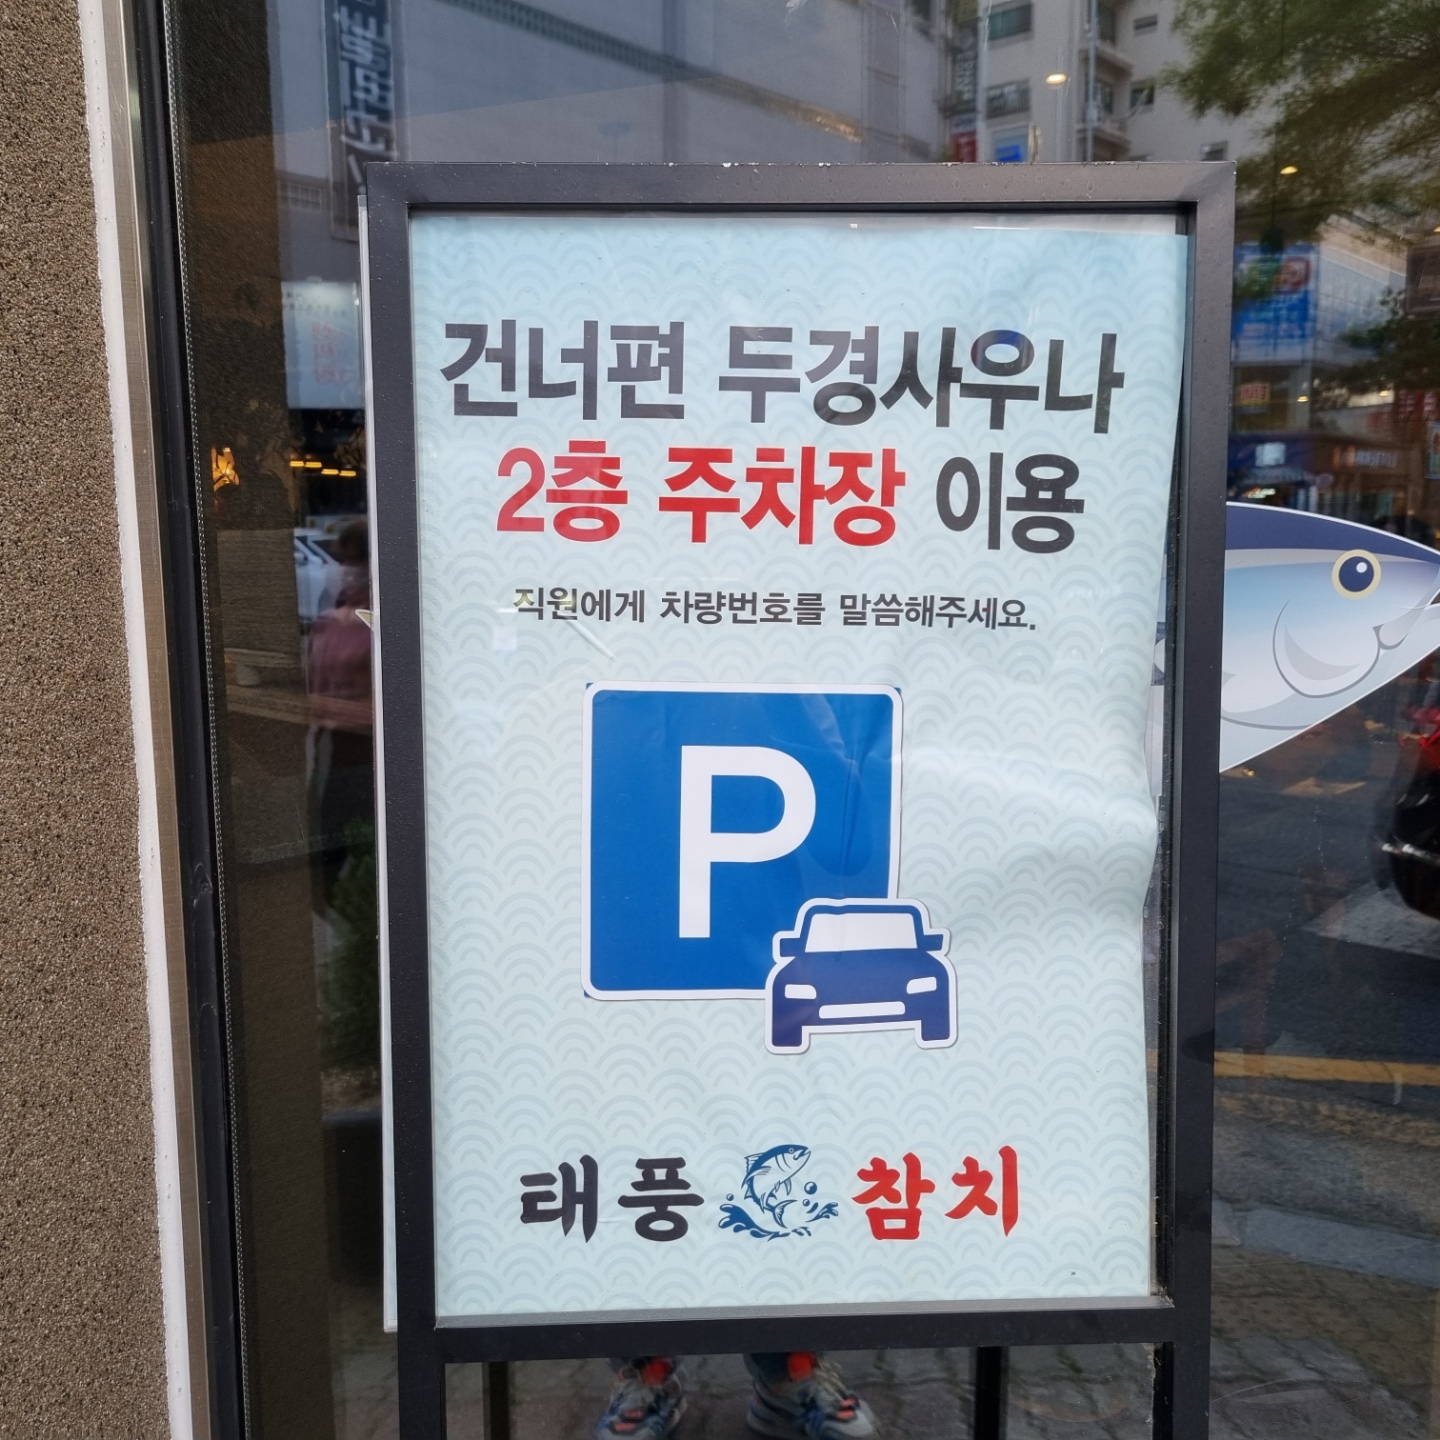 건너편 두경사우나
2층 주차장 이용
직원에게 차량번호를 말씀해주세요.
P
태풍 참치